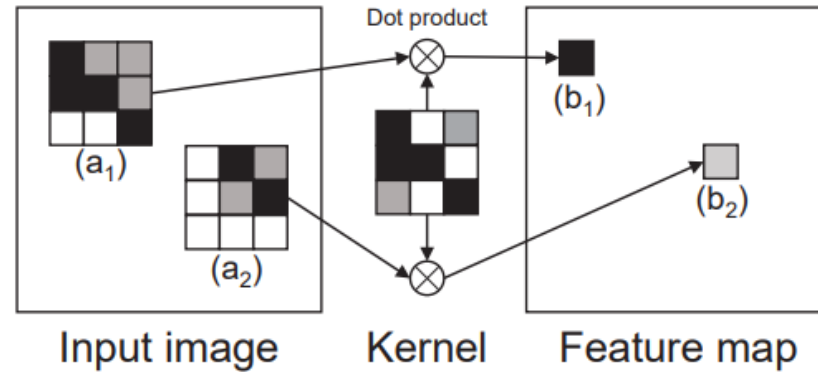 Dot product
(a₁)
(b₁)
(a₂)
(b₂)
Input image
Kernel
Feature map